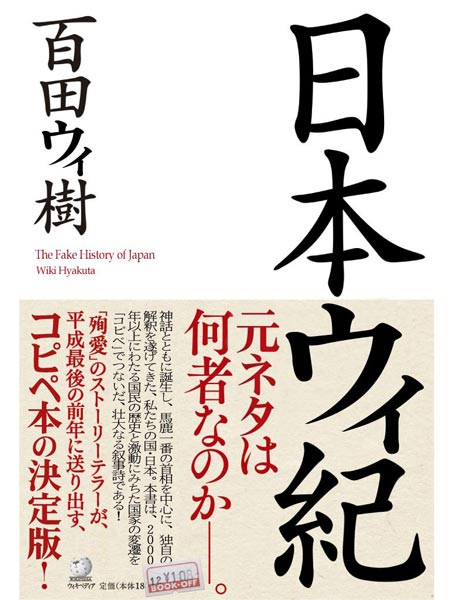 日本ウィ紀
百田ウィ樹
The Fake History of Japan
Wiki Hyakuta
元ネタは
何者なのか――。
神話とともに誕生し、馬鹿一番の首相を中心に、独自の
解釈を遂げてきた、私たちの国・日本。本書は、2000
年以上にわたる国民の歴史と激動にみちた国家の変遷を
「コピペ」でつないだ、壮大なる叙事詩である！
「殉愛」のストーリーテラーが、
平成最後の前年に送り出す、
コピペ本の決定版！
ウィキペディア
定価(本体18
BOOK-OFF